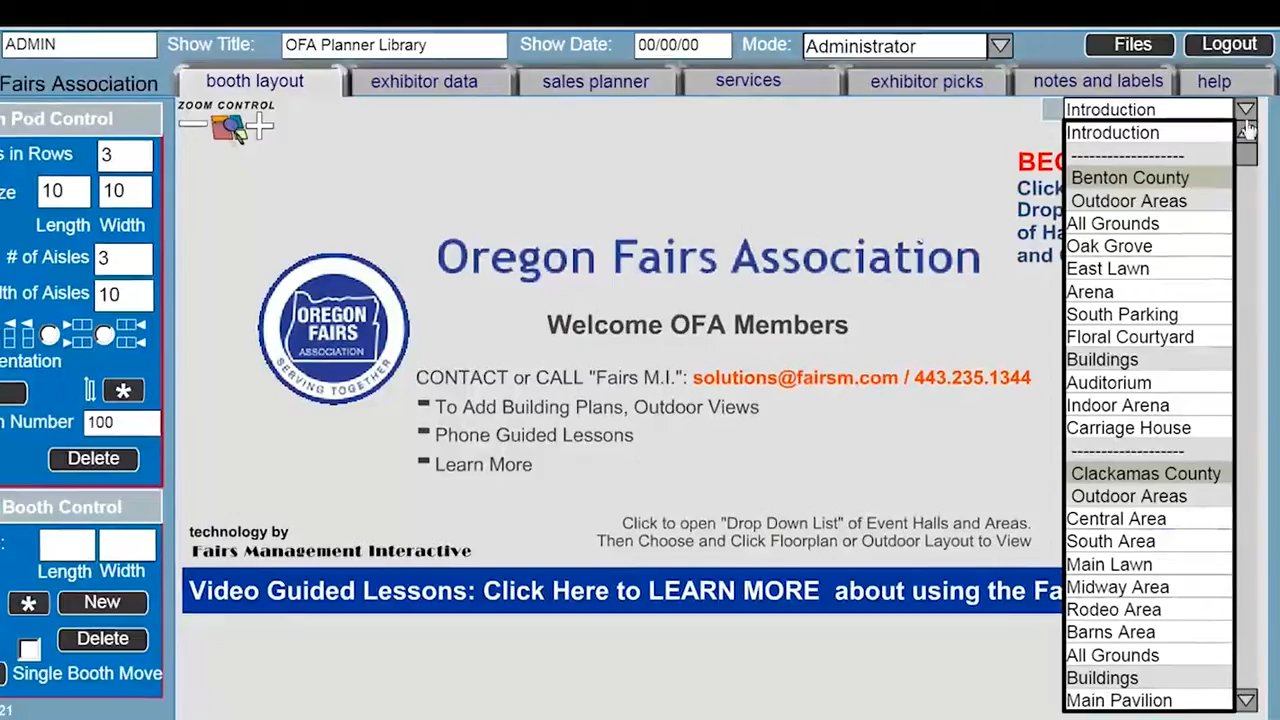 ADMIN Show Title: OFA Planner Library Show Date: 00/00/00 Mode: Administrator Files Logout
Fairs Association booth layout exhibitor data sales planner services exhibitor picks notes and labels help
n Pod Control
s in Rows 3
ze 10 10
Length Width
# of Aisles 3
lth of Aisles 10
entation
*
n Number 100
Delete
Booth Control
:
Length Width
* New
Delete
Single Booth Move
21
ZOOM CONTROL
BEG
Click
Drop
of Ha
and C
OREGON
FAIRS
ASSOCIATION
SERVING TOGETHER
Oregon Fairs Association
Welcome OFA Members
CONTACT or CALL "Fairs M.I.": solutions@fairsm.com / 443.235.1344
To Add Building Plans, Outdoor Views
Phone Guided Lessons
Learn More
technology by
Fairs Management Interactive
Click to open "Drop Down List" of Event Halls and Areas.
Then Choose and Click Floorplan or Outdoor Layout to View
Video Guided Lessons: Click Here to LEARN MORE about using the Fa
Introduction
Introduction
-------------------
Benton County
Outdoor Areas
All Grounds
Oak Grove
East Lawn
Arena
South Parking
Floral Courtyard
Buildings
Auditorium
Indoor Arena
Carriage House
-------------------
Clackamas County
Outdoor Areas
Central Area
South Area
Main Lawn
Midway Area
Rodeo Area
Barns Area
All Grounds
Buildings
Main Pavilion